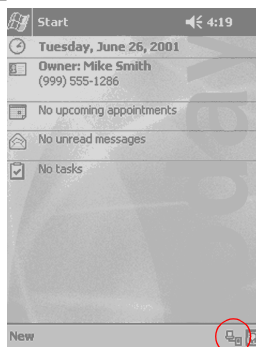 Start 4:19
Tuesday, June 26, 2001
Owner: Mike Smith
(999) 555-1286
No upcoming appointments
No unread messages
No tasks
today
New